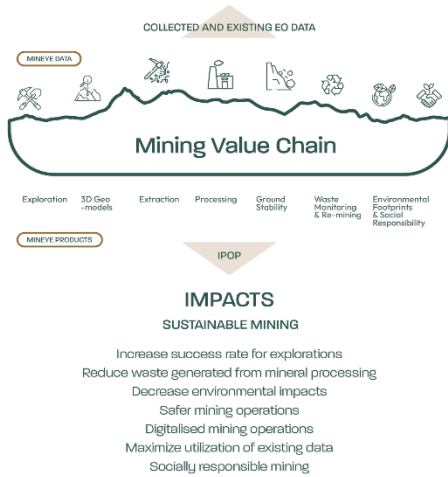 COLLECTED AND EXISTING EO DATA
MINEYE DATA
Mining Value Chain
Exploration
3D Geo
-models
Extraction
Processing
Ground
Stability
Waste
Monitoring
& Re-mining
Environmental
Footprints
& Social
Responsibility
MINEYE PRODUCTS
IPOP
IMPACTS
SUSTAINABLE MINING
Increase success rate for explorations
Reduce waste generated from mineral processing
Decrease environmental impacts
Safer mining operations
Digitalised mining operations
Maximize utilization of existing data
Socially responsible mining